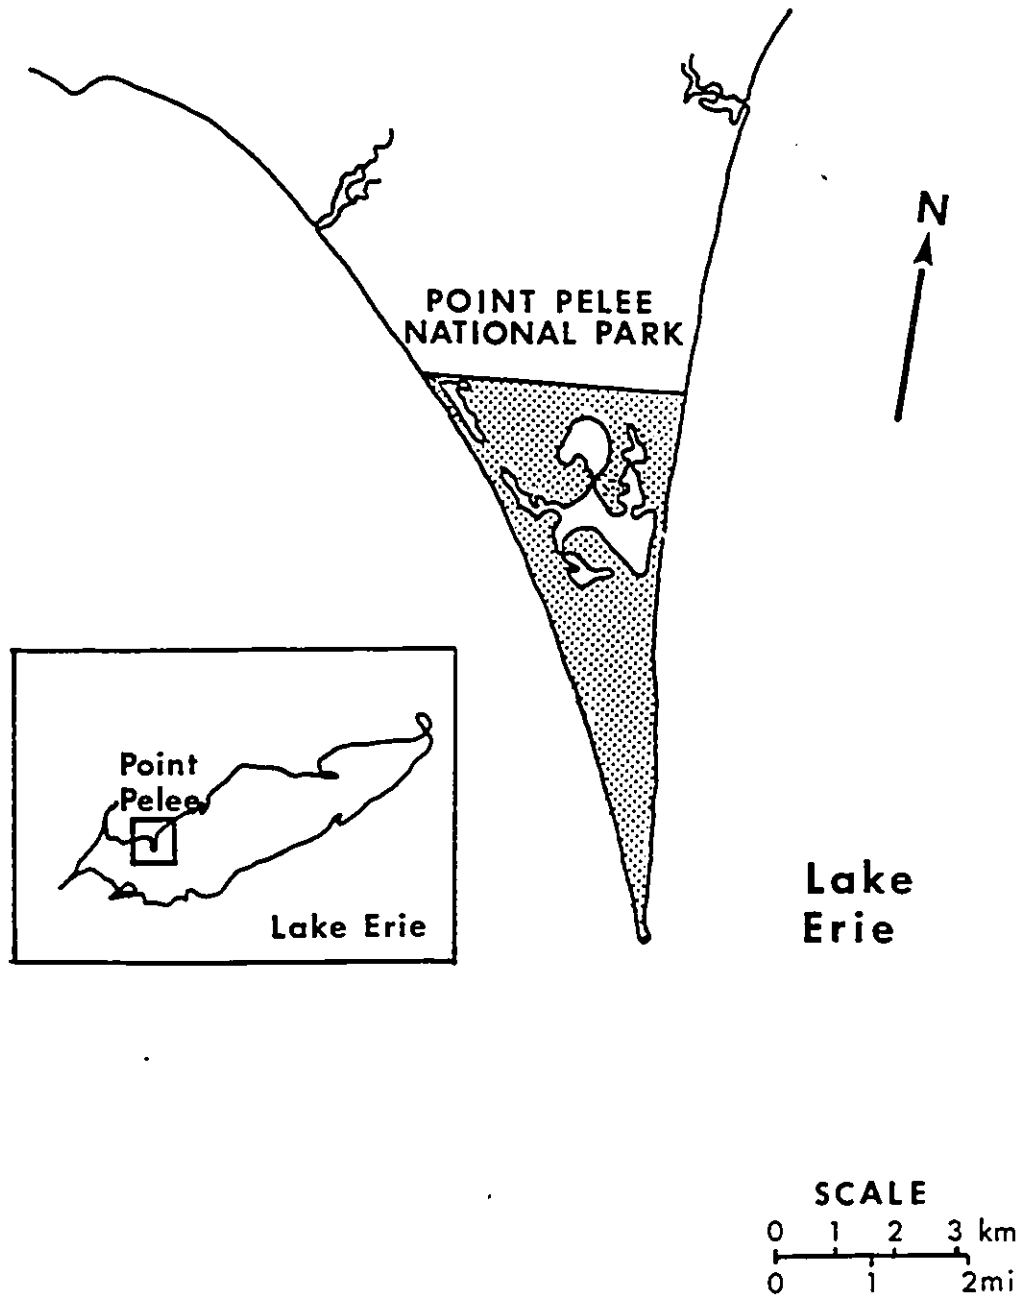 N
POINT PELEE
NATIONAL PARK
Point
Pelee
Lake Erie
Lake
Erie
SCALE
0 1 2 3 km
0 1 2mi